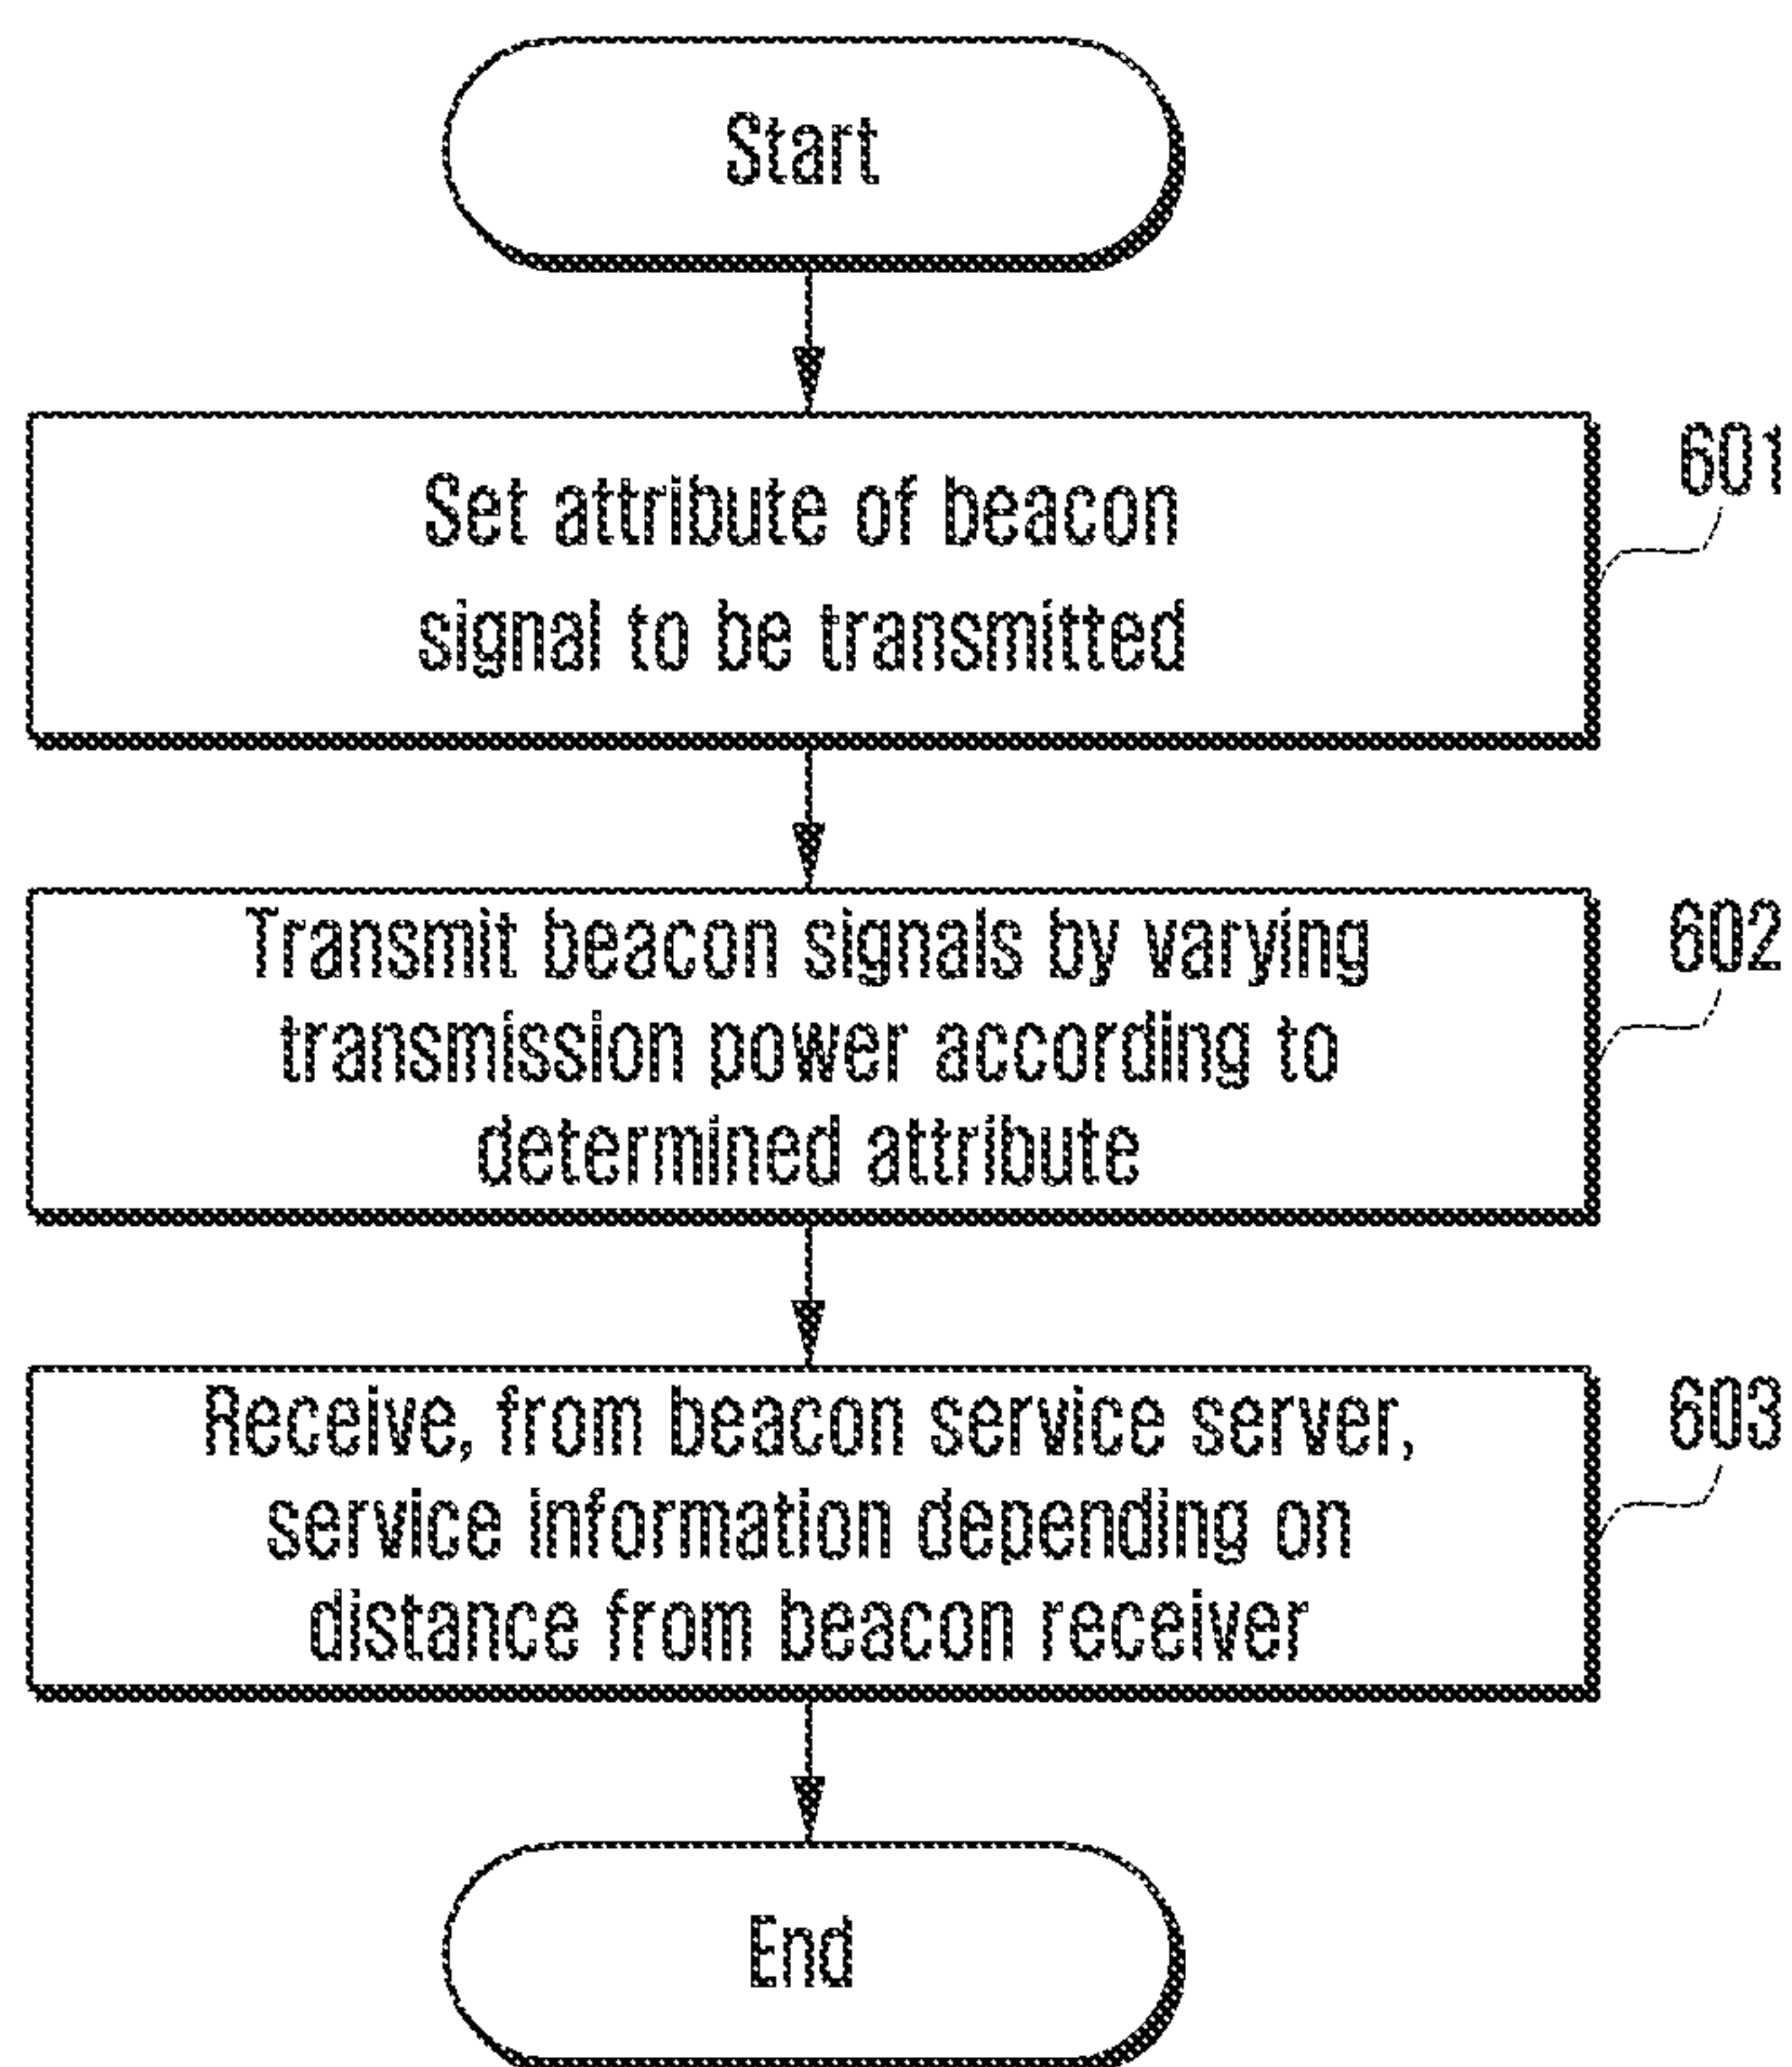 Start
Set attribute of beacon
signal to be transmitted
601
Transmit beacon signals by varying
transmission power according to
determined attribute
602
Receive, from beacon service server,
service information depending on
distance from beacon receiver
603
End